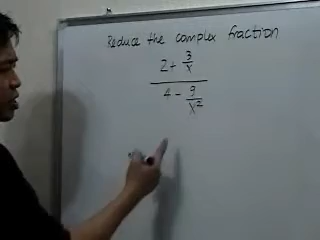 Reduce the complex fraction
2 + 3/x
4 - 9/x²